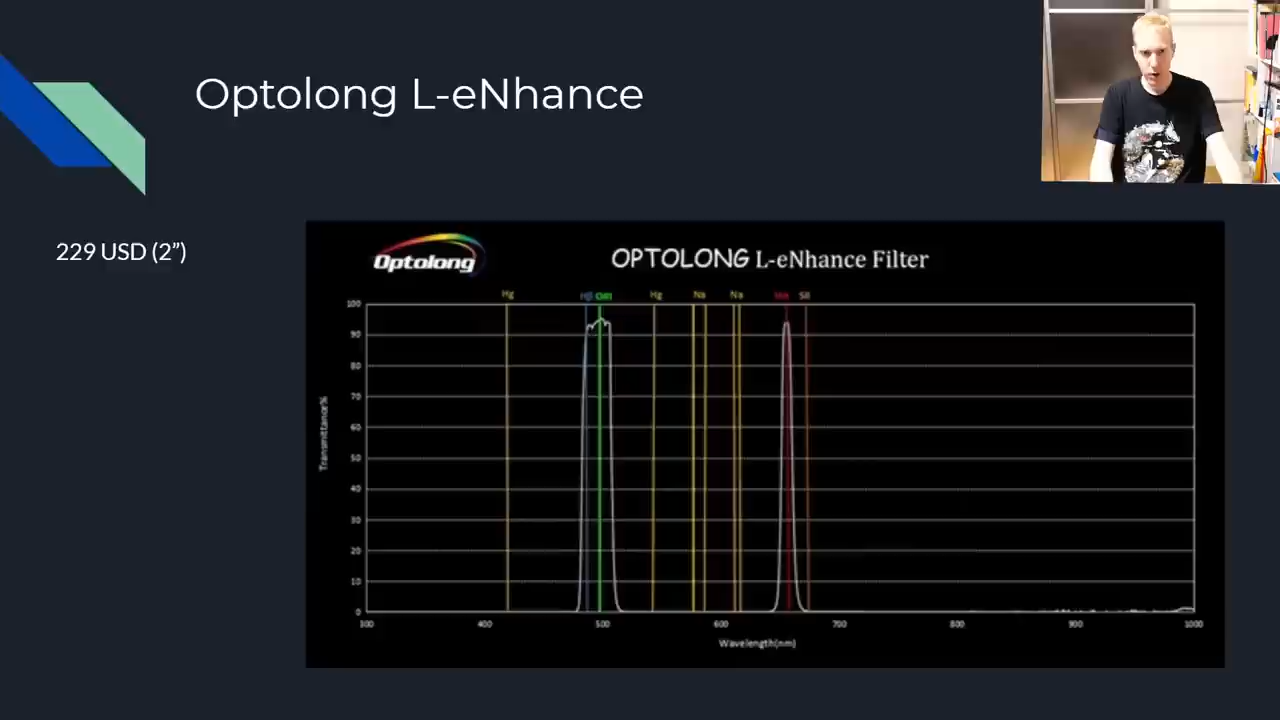 Optolong L-eNhance
229 USD (2”)
Optolong
OPTOLONG L-eNhance Filter
Hg Hβ OIII Hg Na Na Hα SII
100
90
80
70
60
50
40
30
20
10
0
Transmittance%
300 400 500 600 700 800 900 1000
Wavelength(nm)